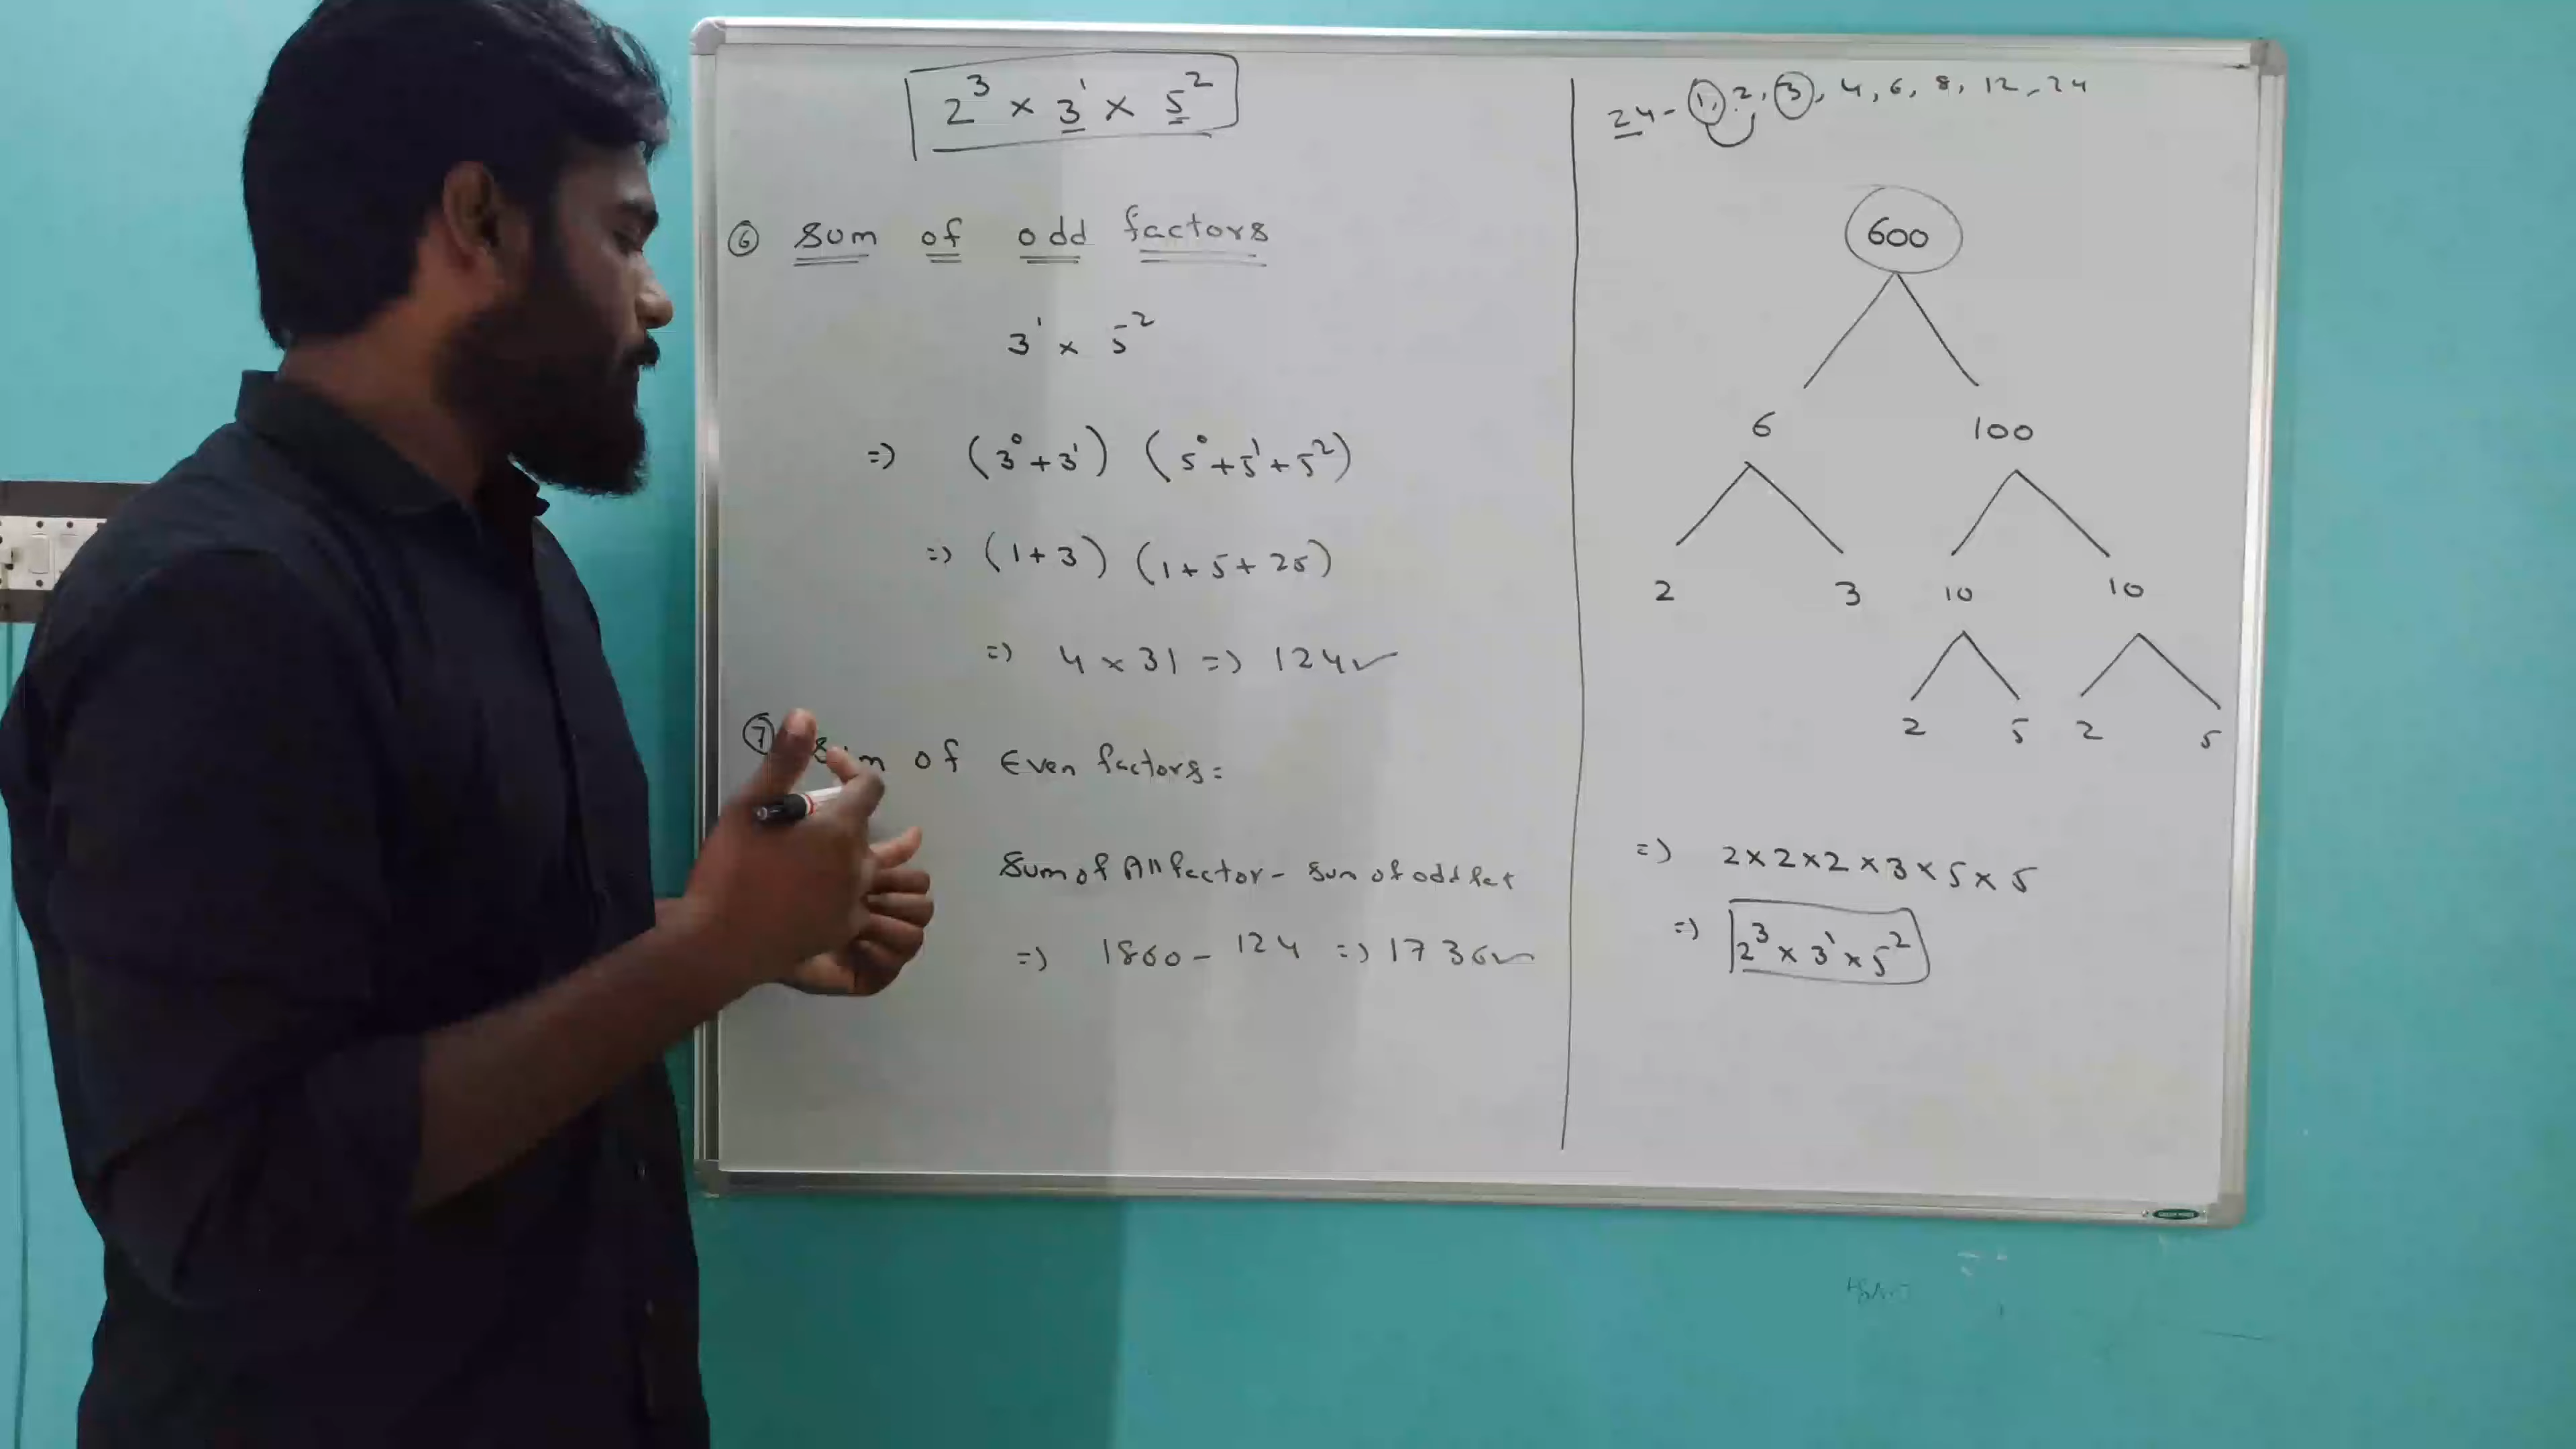 2³ × 3¹ × 5²
⑥ Sum of odd factors
3¹ × 5²
=> (3⁰+3¹) (5⁰+5¹+5²)
=> (1+3) (1+5+25)
=> 4 × 31 => 124✓
⑦ Sum of Even factors=
Sum of All factor - Sum of odd fact
=> 1860 - 124 => 1736✓
24 - 1, 2, 3, 4, 6, 8, 12, 24
600
6 100
2 3 10 10
2 5 2 5
=> 2×2×2×3×5×5
=> 2³ × 3¹ × 5²